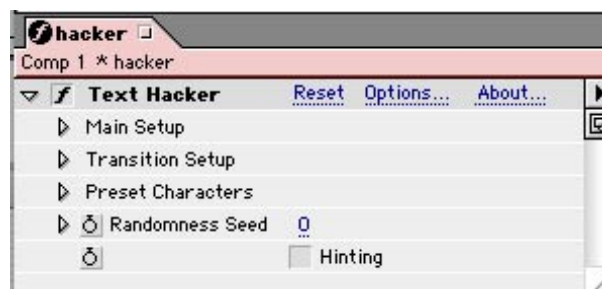 hacker
Comp 1 * hacker
Text Hacker Reset Options... About...
Main Setup
Transition Setup
Preset Characters
Randomness Seed 0
Hinting